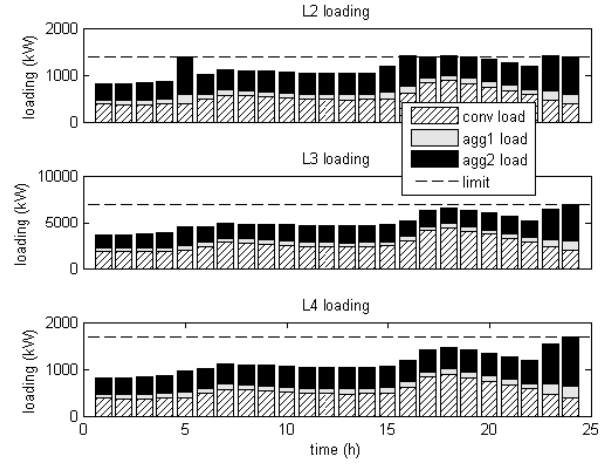 L2 loading
2000
1000
0
loading (kW)
conv load
agg1 load
agg2 load
limit
L3 loading
10000
5000
0
loading (kW)
L4 loading
2000
1000
0
loading (kW)
0 5 10 15 20 25
time (h)